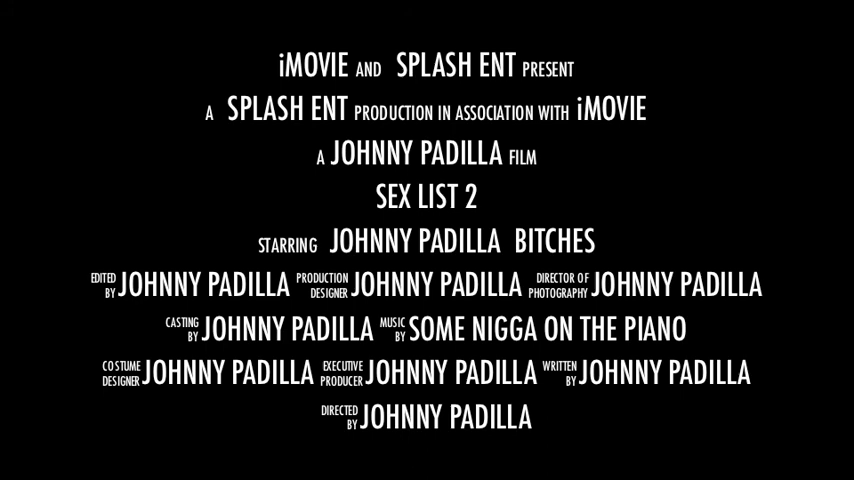 iMOVIE AND SPLASH ENT PRESENT
A SPLASH ENT PRODUCTION IN ASSOCIATION WITH iMOVIE
A JOHNNY PADILLA FILM
SEX LIST 2
STARRING JOHNNY PADILLA BITCHES
EDITED BY JOHNNY PADILLA PRODUCTION DESIGNER JOHNNY PADILLA DIRECTOR OF PHOTOGRAPHY JOHNNY PADILLA
CASTING BY JOHNNY PADILLA MUSIC BY SOME NIGGA ON THE PIANO
COSTUME DESIGNER JOHNNY PADILLA EXECUTIVE PRODUCER JOHNNY PADILLA WRITTEN BY JOHNNY PADILLA
DIRECTED BY JOHNNY PADILLA